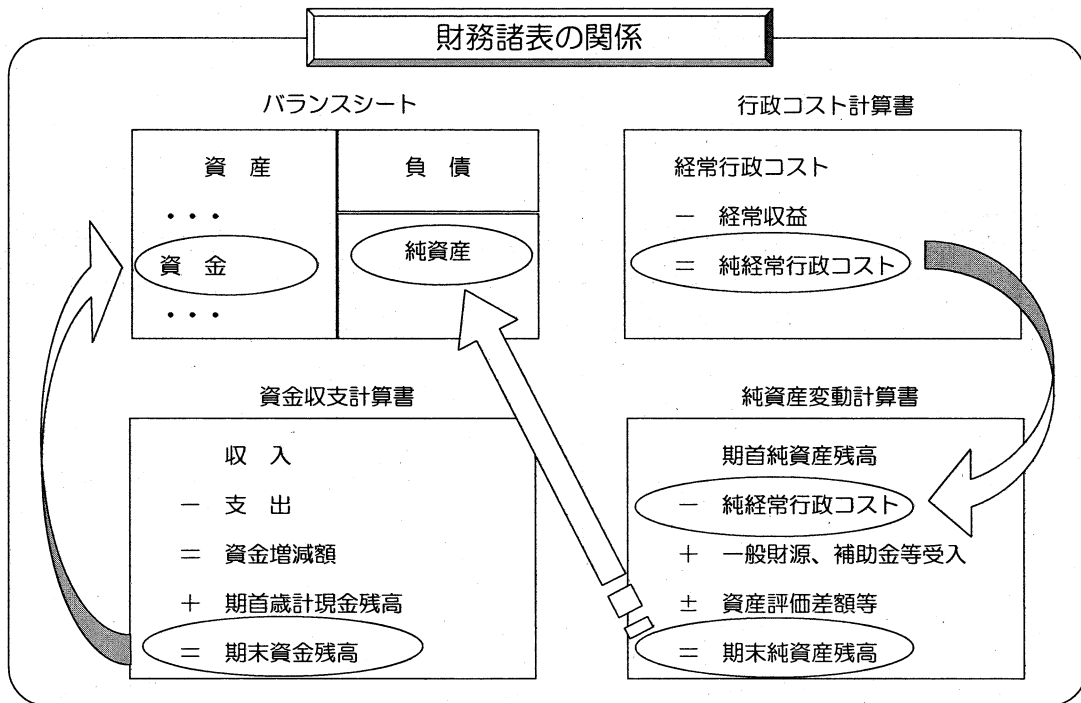 財務諸表の関係
バランスシート
資 産
・・・
資 金
・・・
負 債
純資産
行政コスト計算書
経常行政コスト
－ 経常収益
＝ 純経常行政コスト
資金収支計算書
収 入
－ 支 出
＝ 資金増減額
＋ 期首歳計現金残高
＝ 期末資金残高
純資産変動計算書
期首純資産残高
－ 純経常行政コスト
＋ 一般財源、補助金等受入
± 資産評価差額等
＝ 期末純資産残高